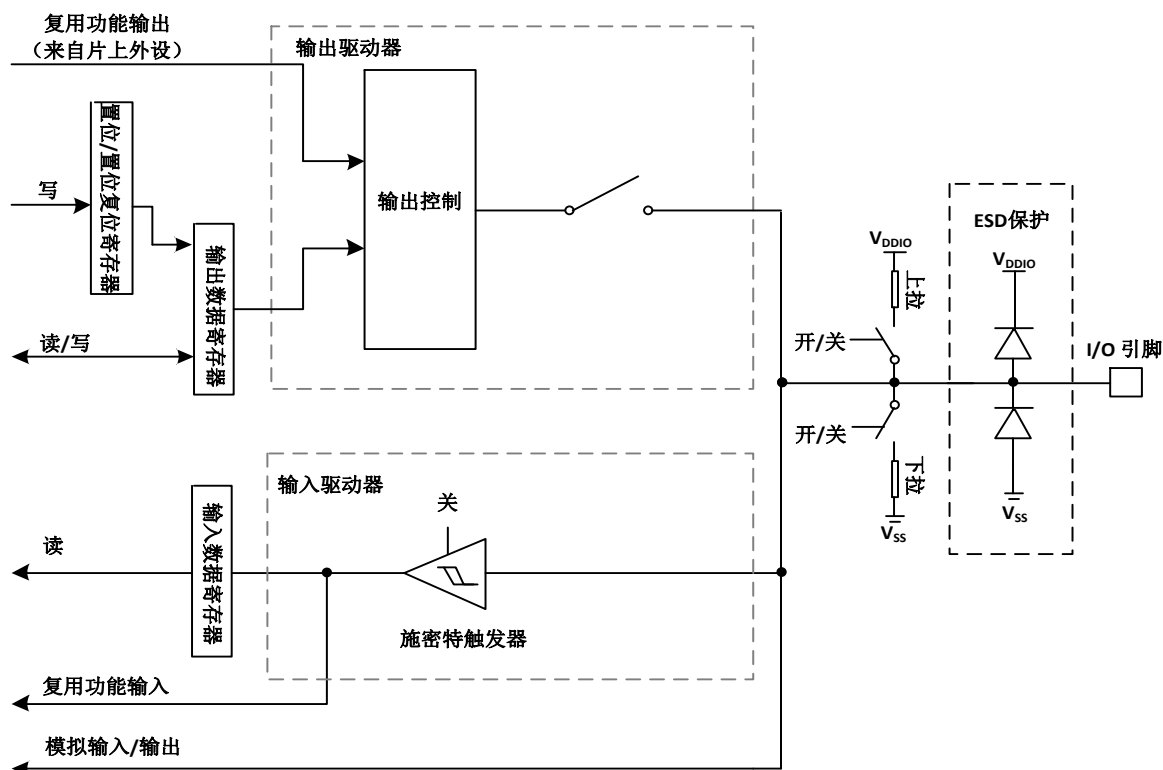 复用功能输出
（来自片上外设）
输出驱动器
置位/置位复位寄存器
写
输出控制
输出数据寄存器
读/写
VDDIO
上拉
开/关
ESD保护
VDDIO
I/O 引脚
开/关
下拉
VSS
VSS
输入驱动器
关
输入数据寄存器
读
施密特触发器
复用功能输入
模拟输入/输出